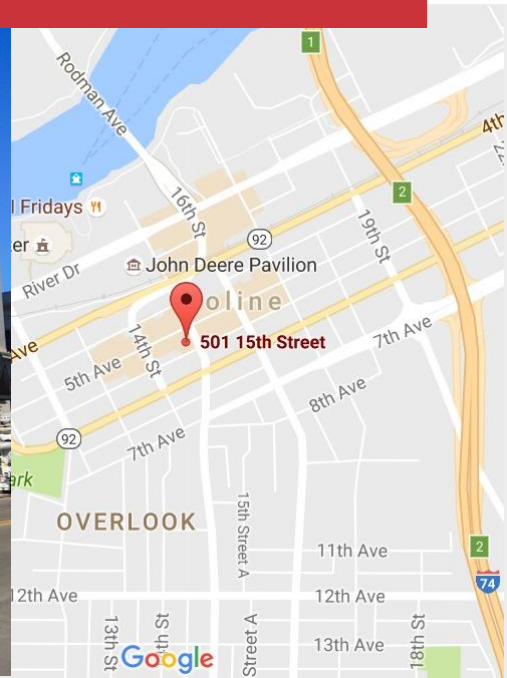 1
Rodman Ave
4th
2
l Fridays
16th St
19th St
er
92
River Dr
John Deere Pavilion
oline
501 15th Street
Ave
14th St
7th Ave
5th Ave
8th Ave
92
7th Ave
ark
OVERLOOK
15th Street A
11th Ave
2
74
12th Ave
12th Ave
13th St
th St
Street A
13th Ave
18th St
Google